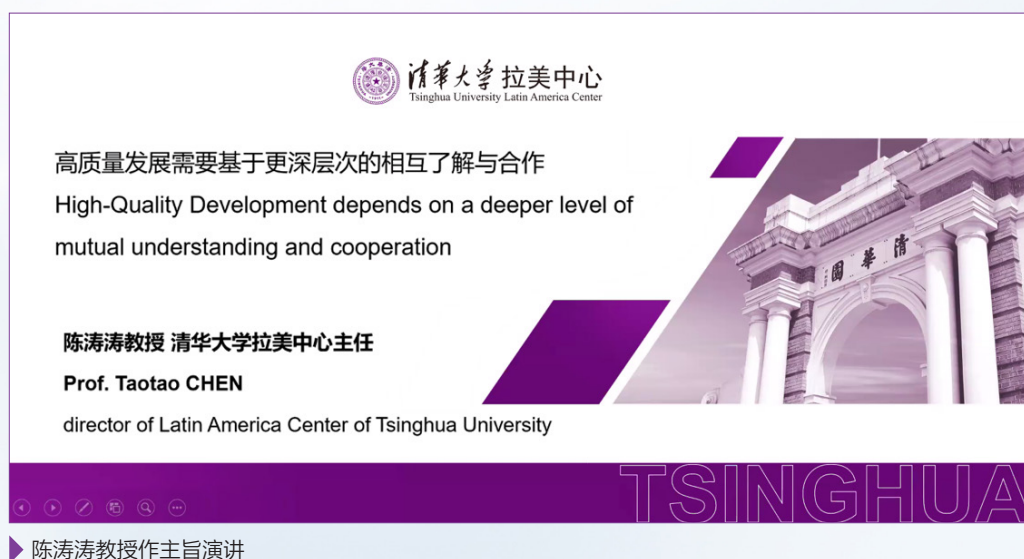 清華大学 拉美中心
Tsinghua University Latin America Center
高质量发展需要基于更深层次的相互了解与合作
High-Quality Development depends on a deeper level of
mutual understanding and cooperation
陈涛涛教授 清华大学拉美中心主任
Prof. Taotao CHEN
director of Latin America Center of Tsinghua University
園華清
TSINGHUA
陈涛涛教授作主旨演讲